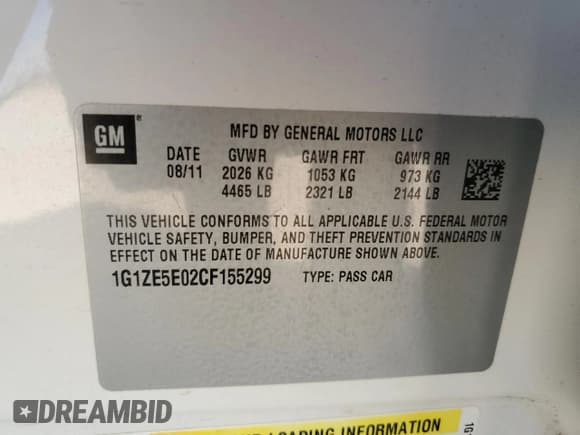 GM ®
MFD BY GENERAL MOTORS LLC
DATE GVWR GAWR FRT GAWR RR
08/11 2026 KG 1053 KG 973 KG
4465 LB 2321 LB 2144 LB
THIS VEHICLE CONFORMS TO ALL APPLICABLE U.S. FEDERAL MOTOR
VEHICLE SAFETY, BUMPER, AND THEFT PREVENTION STANDARDS IN
EFFECT ON THE DATE OF MANUFACTURE SHOWN ABOVE.
1G1ZE5E02CF155299 TYPE: PASS CAR
DREAMBID
LOADING INFORMATION